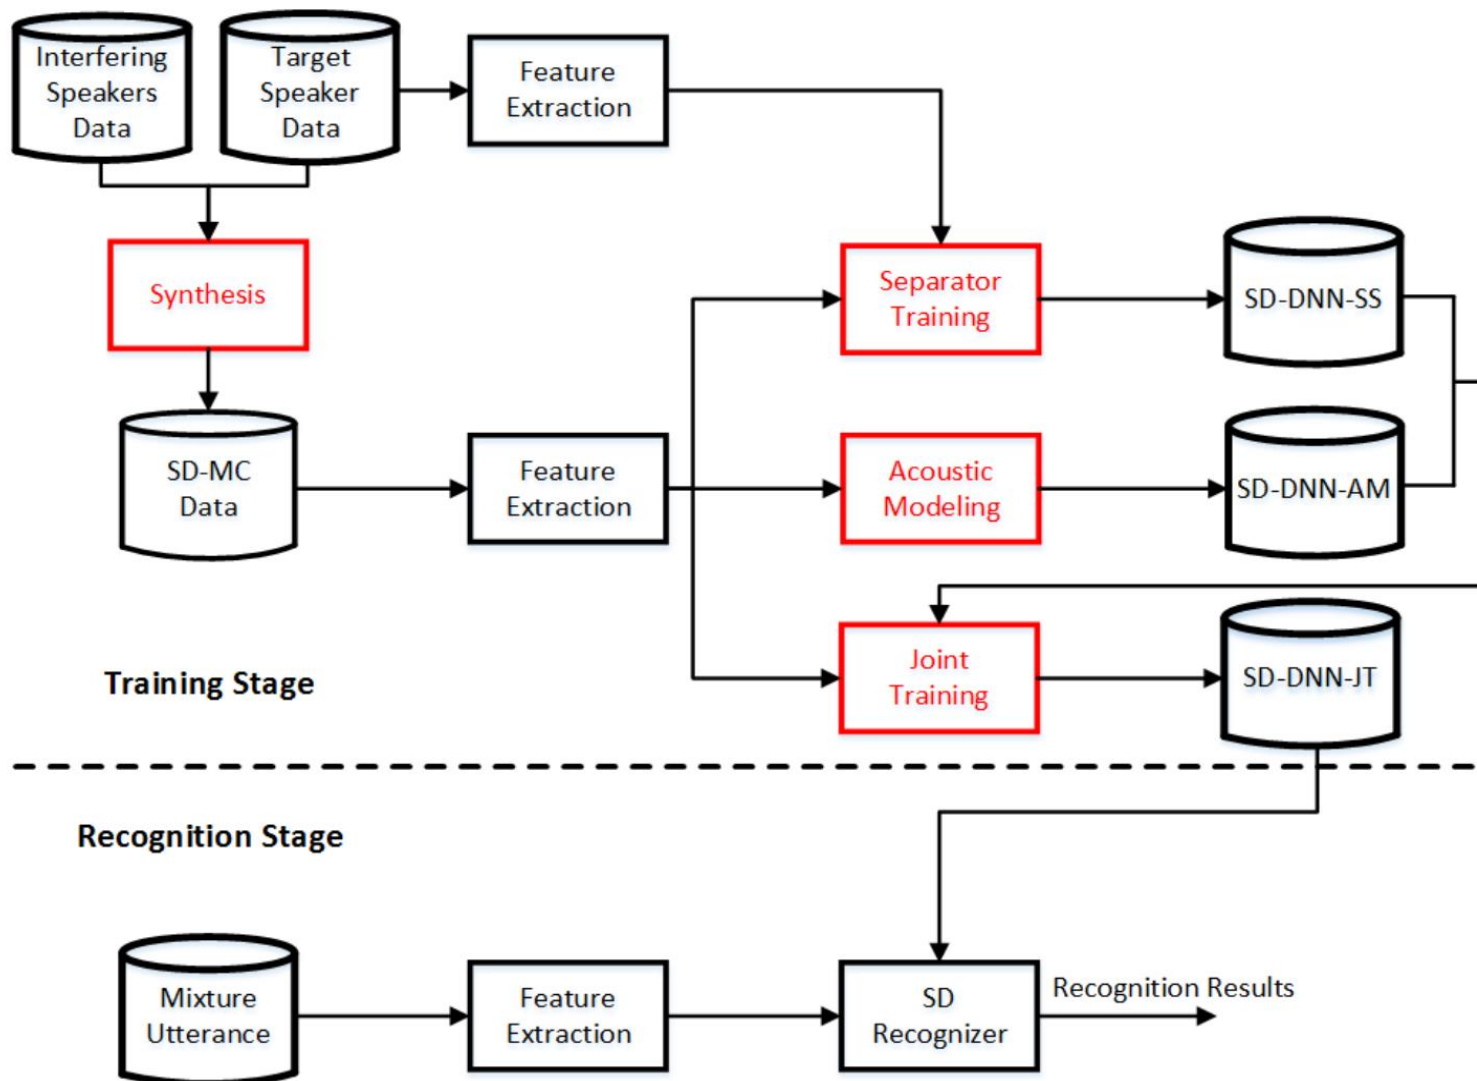 Interfering
Speakers
Data
Target
Speaker
Data
Feature
Extraction
Synthesis
Separator
Training
SD-DNN-SS
SD-MC
Data
Feature
Extraction
Acoustic
Modeling
SD-DNN-AM
Joint
Training
SD-DNN-JT
Training Stage
Recognition Stage
Mixture
Utterance
Feature
Extraction
SD
Recognizer
Recognition Results